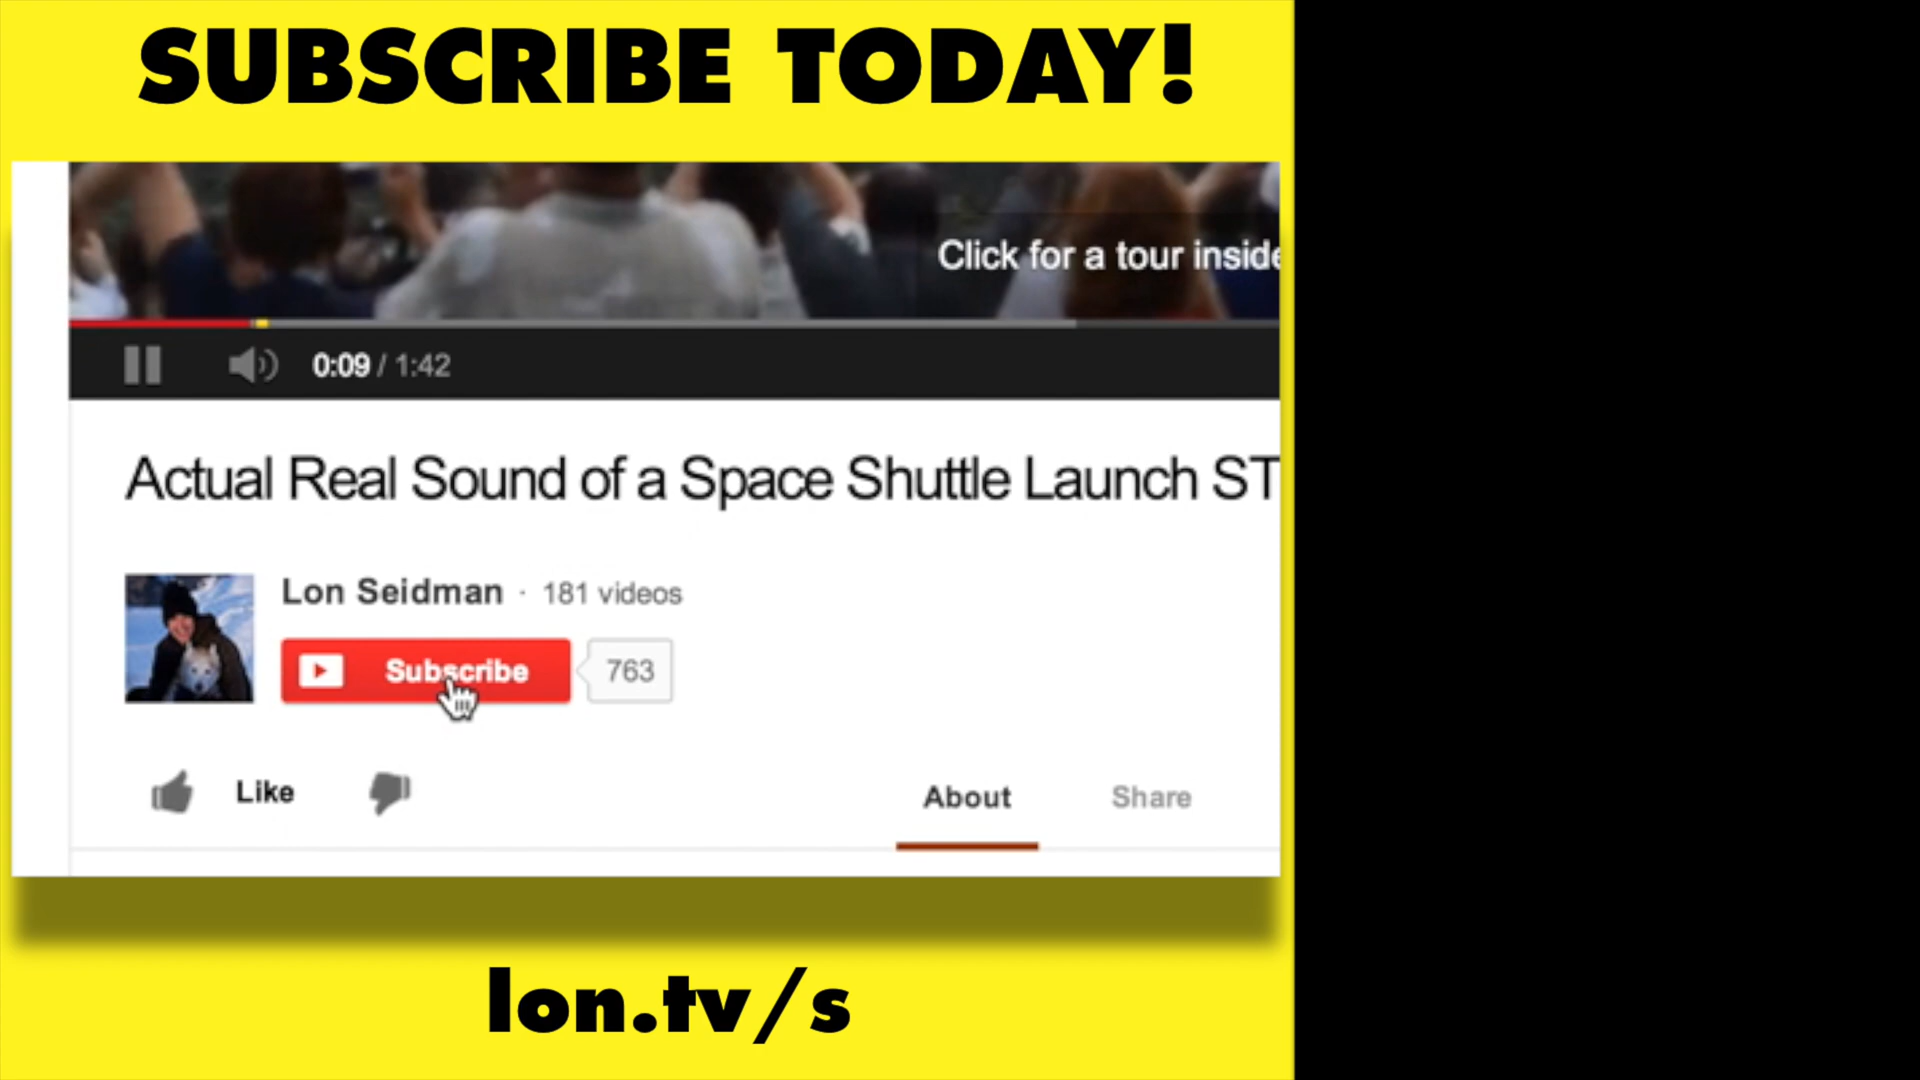 SUBSCRIBE TODAY!
Click for a tour inside
0:09 / 1:42
Actual Real Sound of a Space Shuttle Launch ST
Lon Seidman · 181 videos
Subscribe 763
Like About Share
lon.tv/s